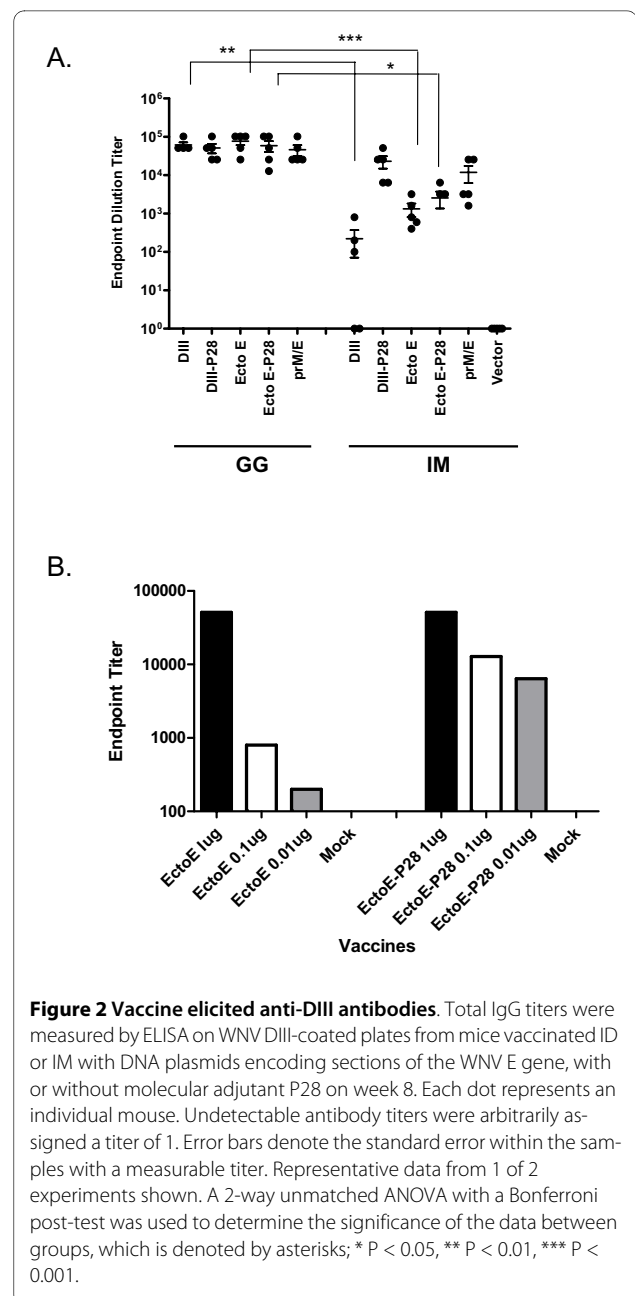 A.
**
***
*
10⁶
10⁵
10⁴
10³
10²
10¹
10⁰
Endpoint Dilution Titer
DIII
DIII-P28
Ecto E
Ecto E-P28
prM/E
DIII
DIII-P28
Ecto E
Ecto E-P28
prM/E
Vector
GG
IM
B.
100000
10000
1000
100
Endpoint Titer
EctoE lug
EctoE 0.1ug
EctoE 0.01ug
Mock
EctoE-P28 1ug
EctoE-P28 0.1ug
EctoE-P28 0.01ug
Mock
Vaccines
Figure 2 Vaccine elicited anti-DIII antibodies. Total IgG titers were
measured by ELISA on WNV DIII-coated plates from mice vaccinated ID
or IM with DNA plasmids encoding sections of the WNV E gene, with
or without molecular adjutant P28 on week 8. Each dot represents an
individual mouse. Undetectable antibody titers were arbitrarily as-
signed a titer of 1. Error bars denote the standard error within the sam-
ples with a measurable titer. Representative data from 1 of 2
experiments shown. A 2-way unmatched ANOVA with a Bonferroni
post-test was used to determine the significance of the data between
groups, which is denoted by asterisks; * P < 0.05, ** P < 0.01, *** P <
0.001.